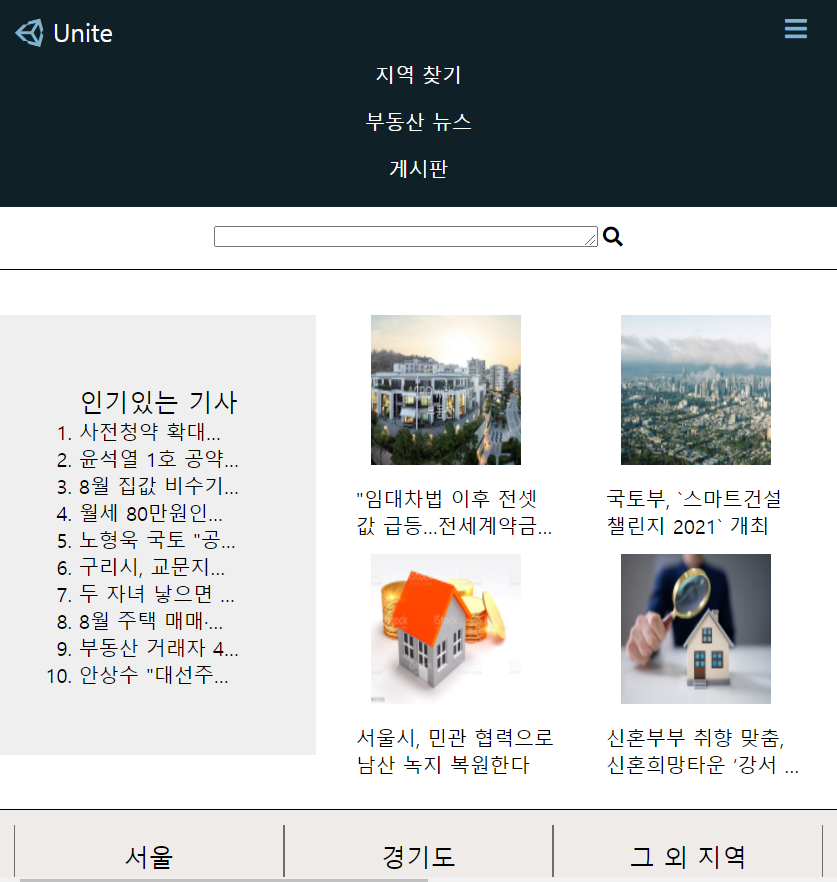 Unite
지역 찾기
부동산 뉴스
게시판
인기있는 기사
1. 사전청약 확대...
2. 윤석열 1호 공약...
3. 8월 집값 비수기...
4. 월세 80만원인...
5. 노형욱 국토 "공...
6. 구리시, 교문지...
7. 두 자녀 낳으면 ...
8. 8월 주택 매매·...
9. 부동산 거래자 4...
10. 안상수 "대선주...
"임대차법 이후 전셋
값 급등...전세계약금...
국토부, `스마트건설
챌린지 2021` 개최
iStock
서울시, 민관 협력으로
남산 녹지 복원한다
신혼부부 취향 맞춤,
신혼희망타운 ‘강서 ...
서울
경기도
그 외 지역